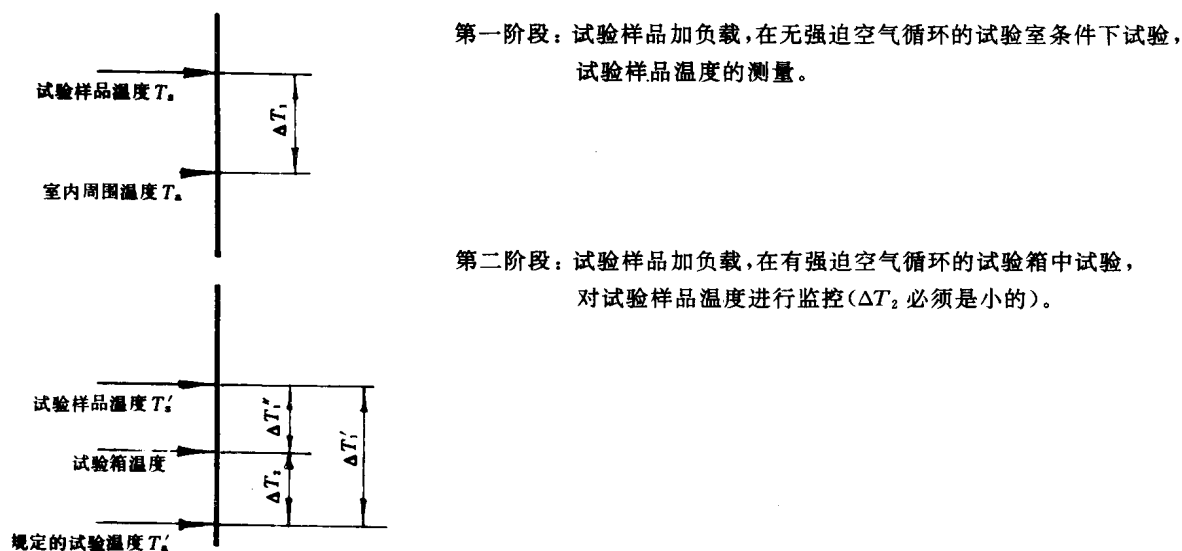 第一阶段：试验样品加负载，在无强迫空气循环的试验室条件下试验，
试验样品温度的测量。
试验样品温度 Tₛ
ΔT₁
室内周围温度 Tₐ
第二阶段：试验样品加负载，在有强迫空气循环的试验箱中试验，
对试验样品温度进行监控(ΔT₂ 必须是小的)。
试验样品温度 Tₛ′
ΔT₁″
试验箱温度
ΔT₁′
ΔT₂
规定的试验温度 Tₐ′